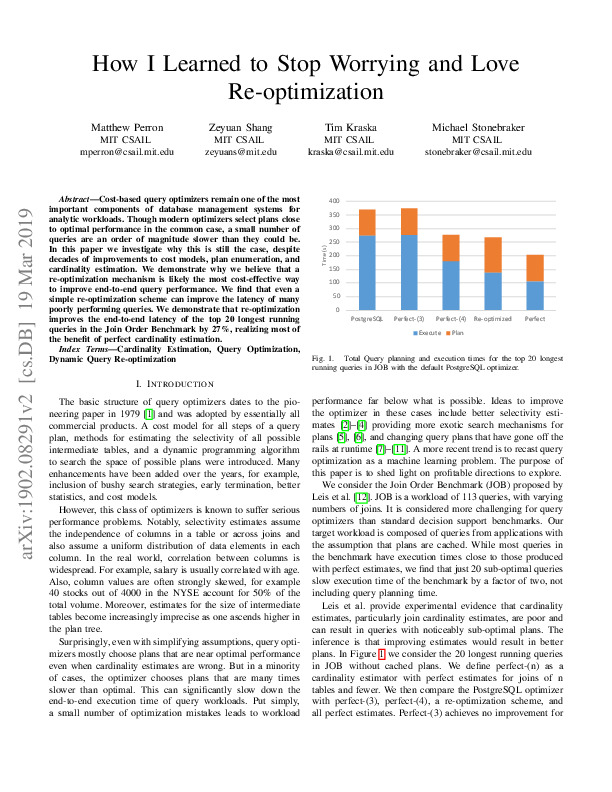 How I Learned to Stop Worrying and Love
Re-optimization
Matthew Perron
MIT CSAIL
mperron@csail.mit.edu
Zeyuan Shang
MIT CSAIL
zeyuans@mit.edu
Tim Kraska
MIT CSAIL
kraska@csail.mit.edu
Michael Stonebraker
MIT CSAIL
stonebraker@csail.mit.edu
arXiv:1902.08291v2 [cs.DB] 19 Mar 2019
Abstract—Cost-based query optimizers remain one of the most
important components of database management systems for
analytic workloads. Though modern optimizers select plans close
to optimal performance in the common case, a small number of
queries are an order of magnitude slower than they could be.
In this paper we investigate why this is still the case, despite
decades of improvements to cost models, plan enumeration, and
cardinality estimation. We demonstrate why we believe that a
re-optimization mechanism is likely the most cost-effective way
to improve end-to-end query performance. We find that even a
simple re-optimization scheme can improve the latency of many
poorly performing queries. We demonstrate that re-optimization
improves the end-to-end latency of the top 20 longest running
queries in the Join Order Benchmark by 27%, realizing most of
the benefit of perfect cardinality estimation.
Index Terms—Cardinality Estimation, Query Optimization,
Dynamic Query Re-optimization
I. Introduction
The basic structure of query optimizers dates to the pio-
neering paper in 1979 [1] and was adopted by essentially all
commercial products. A cost model for all steps of a query
plan, methods for estimating the selectivity of all possible
intermediate tables, and a dynamic programming algorithm
to search the space of possible plans were introduced. Many
enhancements have been added over the years, for example,
inclusion of bushy search strategies, early termination, better
statistics, and cost models.
However, this class of optimizers is known to suffer serious
performance problems. Notably, selectivity estimates assume
the independence of columns in a table or across joins and
also assume a uniform distribution of data elements in each
column. In the real world, correlation between columns is
widespread. For example, salary is usually correlated with age.
Also, column values are often strongly skewed, for example
40 stocks out of 4000 in the NYSE account for 50% of the
total volume. Moreover, estimates for the size of intermediate
tables become increasingly imprecise as one ascends higher in
the plan tree.
Surprisingly, even with simplifying assumptions, query opti-
mizers mostly choose plans that are near optimal performance
even when cardinality estimates are wrong. But in a minority
of cases, the optimizer chooses plans that are many times
slower than optimal. This can significantly slow down the
end-to-end execution time of query workloads. Put simply,
a small number of optimization mistakes leads to workload
400
350
300
250
200
150
100
50
0
Time(s)
PostgreSQL Perfect-(3) Perfect-(4) Re-optimized Perfect
Execute Plan
Fig. 1. Total Query planning and execution times for the top 20 longest
running queries in JOB with the default PostgreSQL optimizer.
performance far below what is possible. Ideas to improve
the optimizer in these cases include better selectivity esti-
mates [2]–[4] providing more exotic search mechanisms for
plans [5], [6], and changing query plans that have gone off the
rails at runtime [7]–[11]. A more recent trend is to recast query
optimization as a machine learning problem. The purpose of
this paper is to shed light on profitable directions to explore.
We consider the Join Order Benchmark (JOB) proposed by
Leis et al. [12]. JOB is a workload of 113 queries, with varying
numbers of joins. It is considered more challenging for query
optimizers than standard decision support benchmarks. Our
target workload is composed of queries from applications with
the assumption that plans are cached. While most queries in
the benchmark have execution times close to those produced
with perfect estimates, we find that just 20 sub-optimal queries
slow execution time of the benchmark by a factor of two, not
including query planning time.
Leis et al. provide experimental evidence that cardinality
estimates, particularly join cardinality estimates, are poor and
can result in queries with noticeably sub-optimal plans. The
inference is that improving estimates would result in better
plans. In Figure 1 we consider the 20 longest running queries
in JOB without cached plans. We define perfect-(n) as a
cardinality estimator with perfect estimates for joins of n
tables and fewer. We then compare the PostgreSQL optimizer
with perfect-(3), perfect-(4), a re-optimization scheme, and
all perfect estimates. Perfect-(3) achieves no improvement for